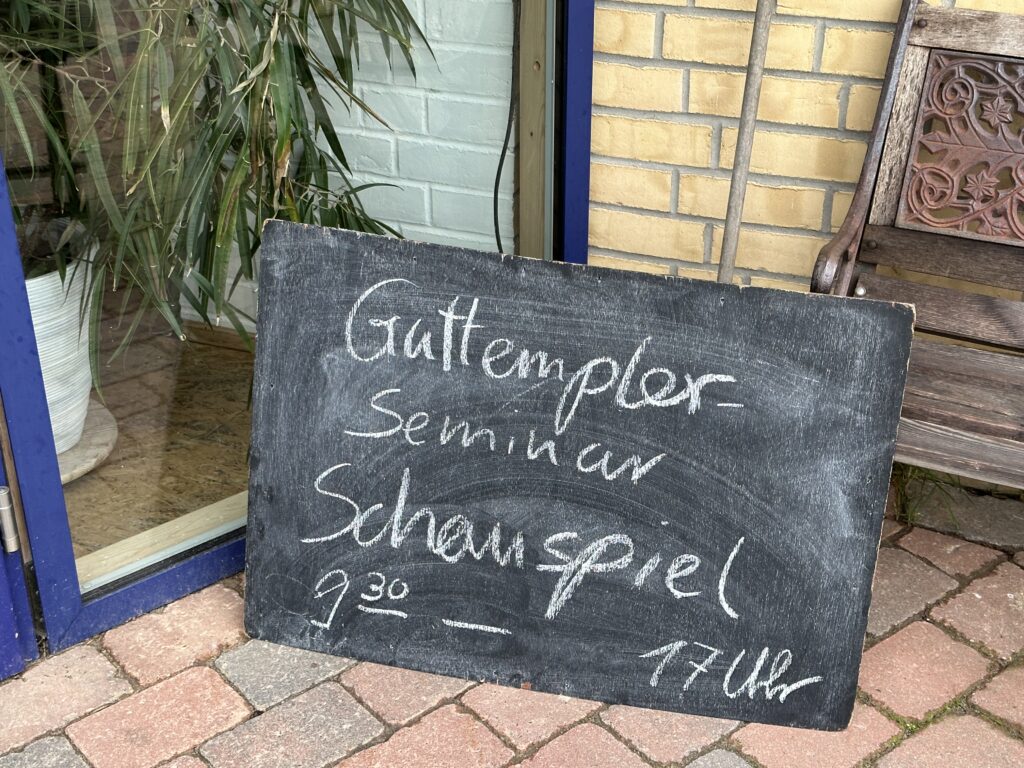 Guttempler-
Seminar
Schauspiel
9 30 — 17 Uhr